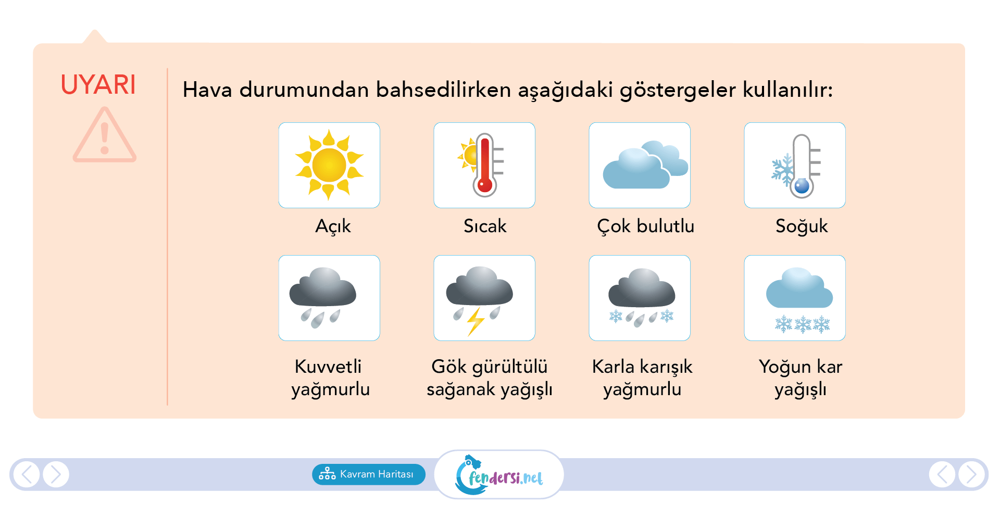 UYARI
Hava durumundan bahsedilirken aşağıdaki göstergeler kullanılır:
Açık
Sıcak
Çok bulutlu
Soğuk
Kuvvetli
yağmurlu
Gök gürültülü
sağanak yağışlı
Karla karışık
yağmurlu
Yoğun kar
yağışlı
Kavram Haritası
fendersi.net